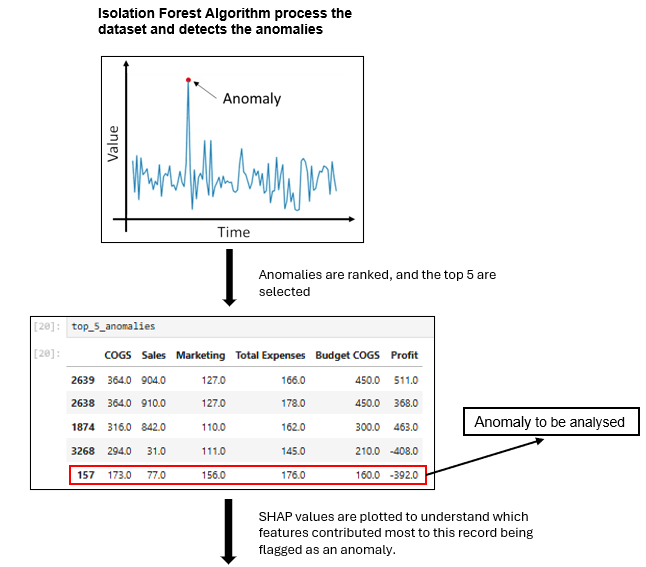 Isolation Forest Algorithm process the
dataset and detects the anomalies
Anomaly
Value
Time
Anomalies are ranked, and the top 5 are
selected
[20]: top_5_anomalies
[20]:
COGS Sales Marketing Total Expenses Budget COGS Profit
2639 364.0 904.0 127.0 166.0 450.0 511.0
2638 364.0 910.0 127.0 178.0 450.0 368.0
1874 316.0 842.0 110.0 162.0 300.0 463.0
3268 294.0 31.0 111.0 145.0 210.0 -408.0
157 173.0 77.0 156.0 176.0 160.0 -392.0
Anomaly to be analysed
SHAP values are plotted to understand which
features contributed most to this record being
flagged as an anomaly.